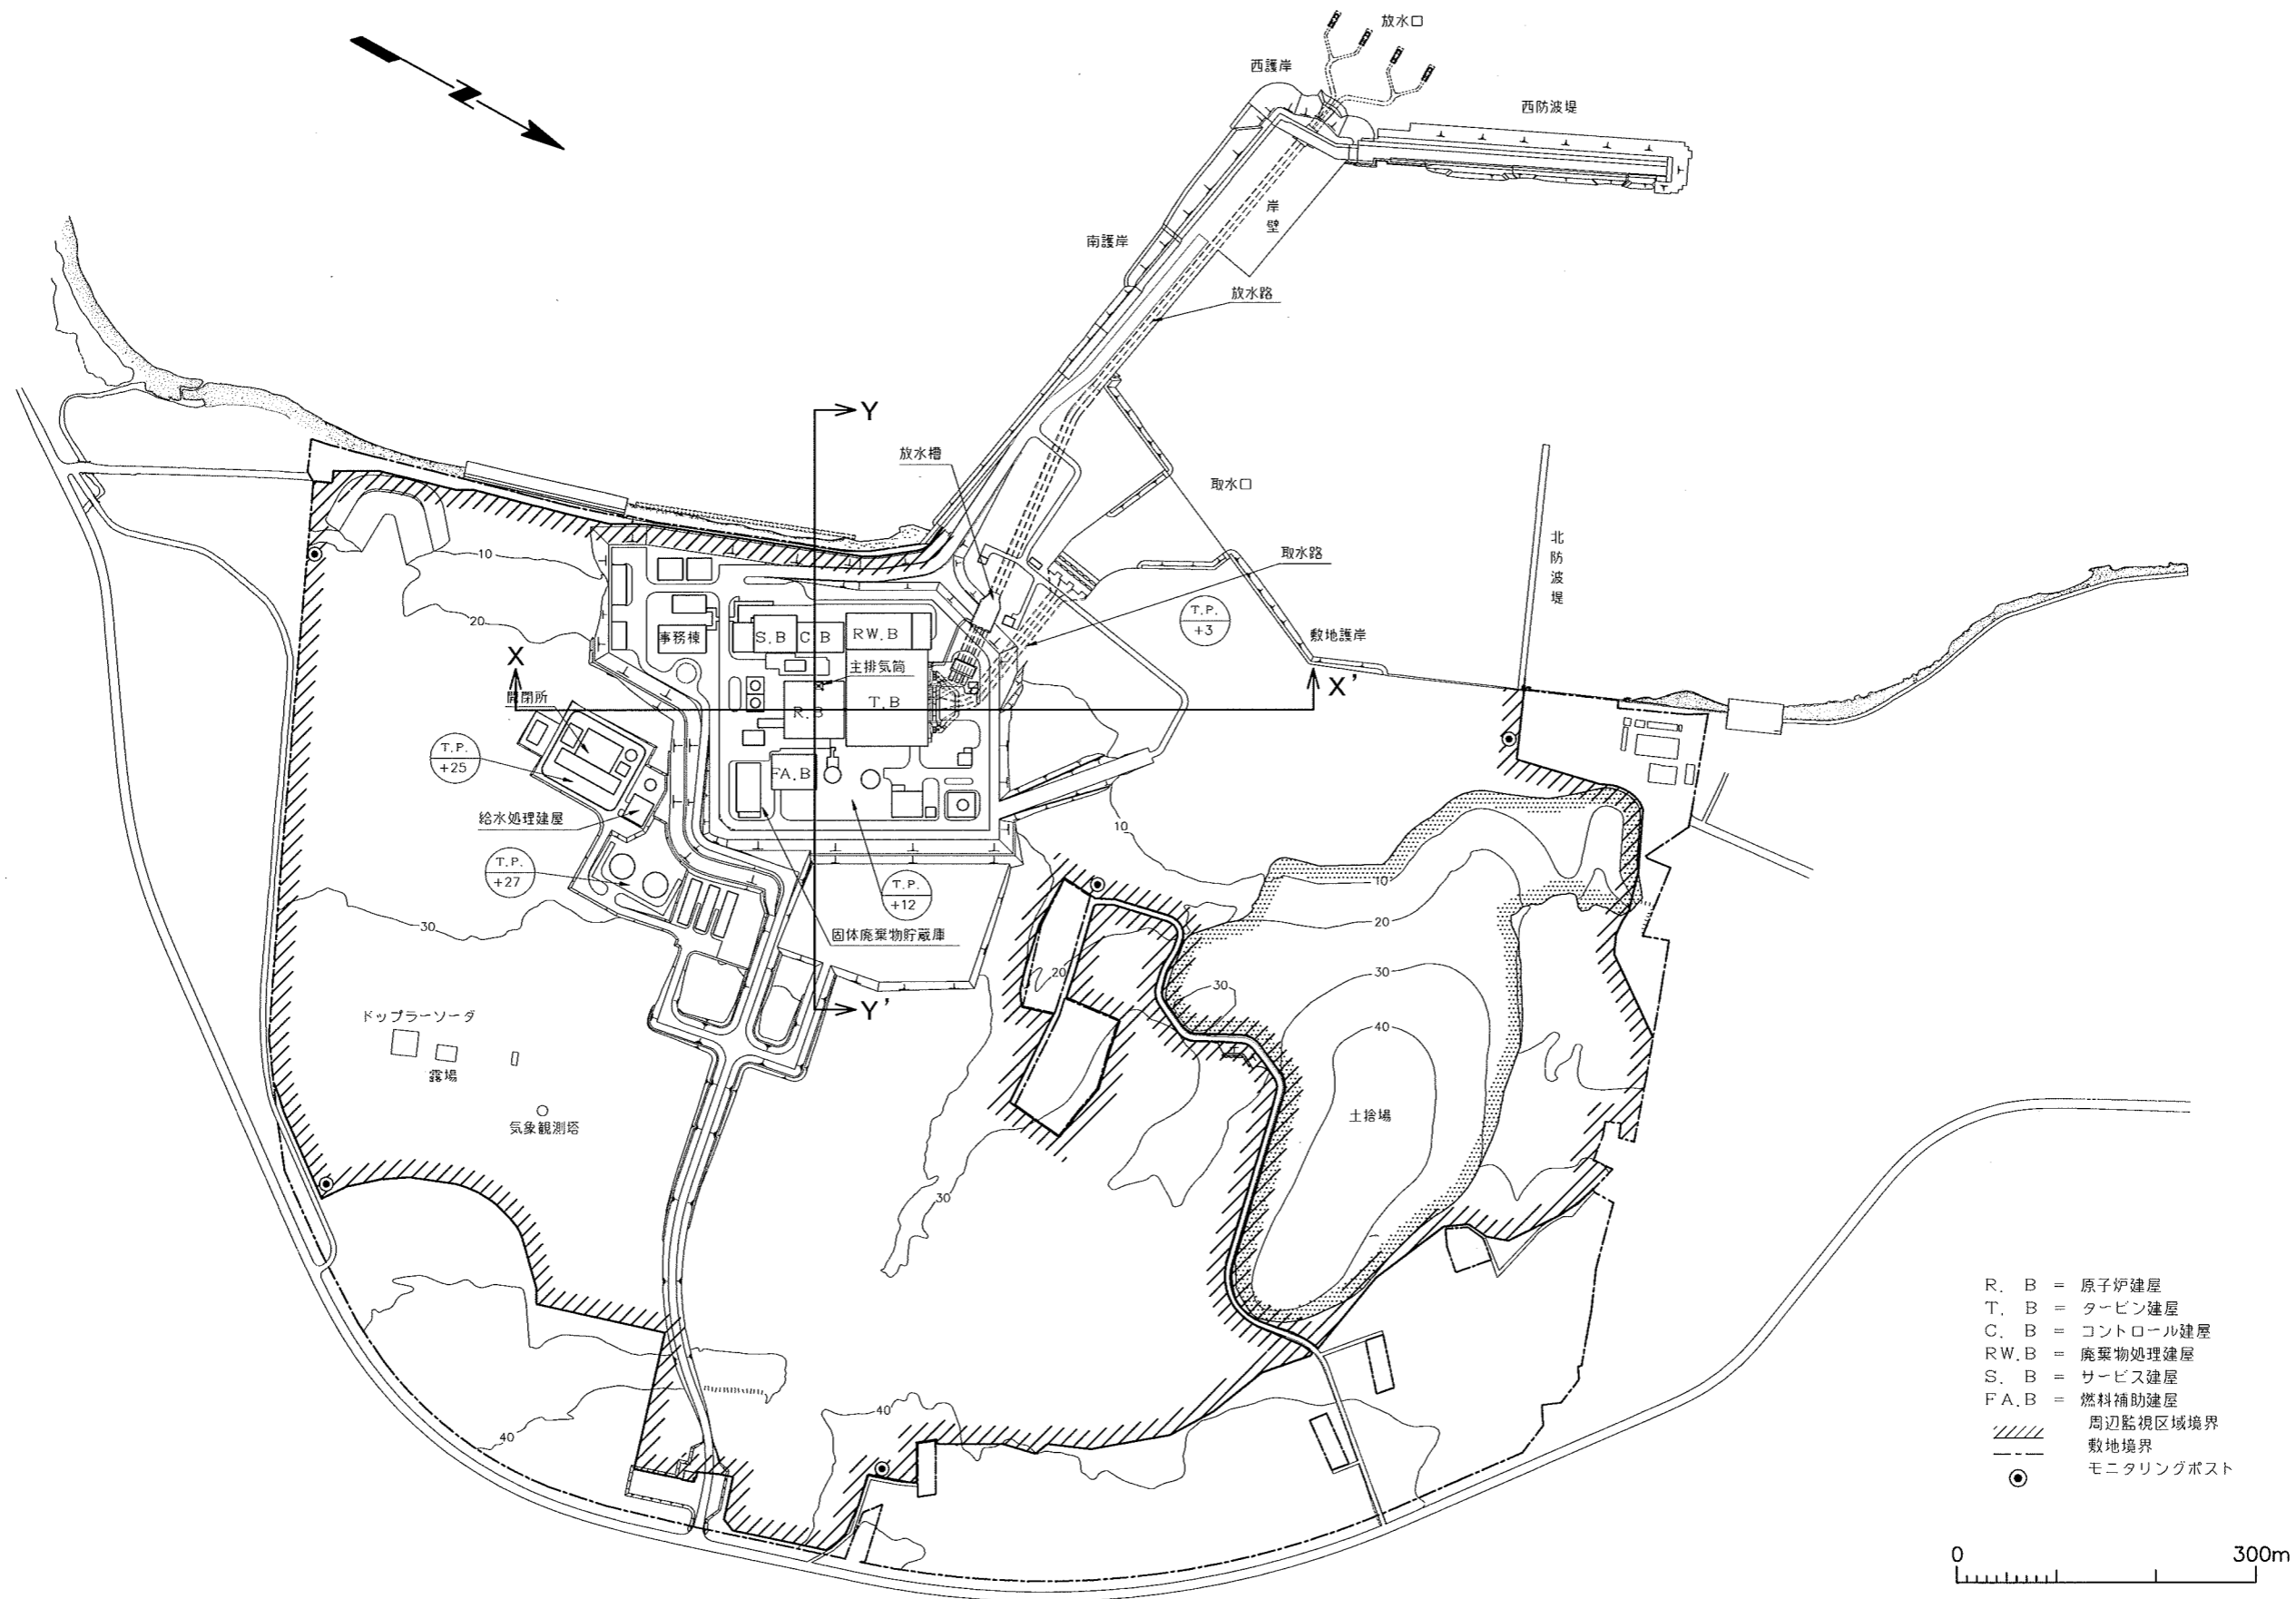 放水口
西護岸
西防波堤
N
岸壁
南護岸
放水路
Y
放水槽
取水口
北防波堤
取水路
10
T.P.
+3
20
事務棟
S.B
C.B
RW.B
敷地護岸
X
主排気筒
X'
開閉所
R.B
T.B
T.P.
+25
FA.B
給水処理建屋
10
T.P.
+27
T.P.
+12
10
20
30
固体廃棄物貯蔵庫
20
30
30
Y'
ドップラーソーダ
40
露場
土捨場
気象観測塔
30
40
40
R. B = 原子炉建屋
T. B = タービン建屋
C. B = コントロール建屋
RW.B = 廃棄物処理建屋
S. B = サービス建屋
FA.B = 燃料補助建屋
周辺監視区域境界
敷地境界
モニタリングポスト
0 300m